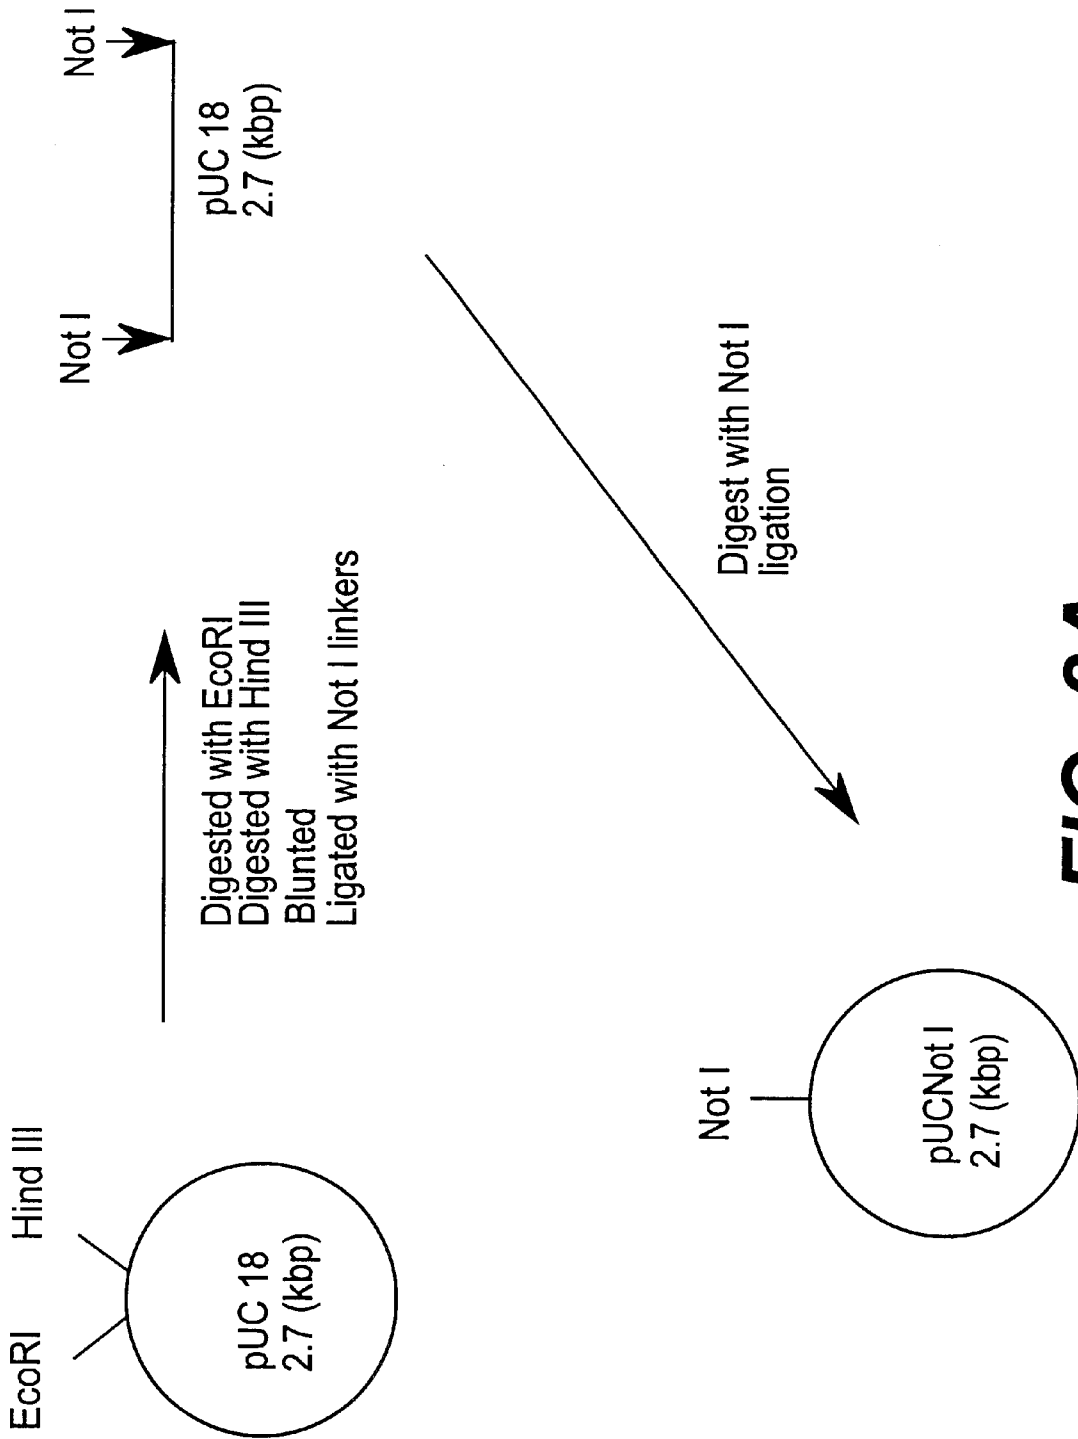 EcoRI
Hind III
pUC 18
2.7 (kbp)
Digested with EcoRI
Digested with Hind III
Blunted
Ligated with Not I linkers
Not I
Not I
pUC 18
2.7 (kbp)
Digest with Not I
ligation
Not I
pUCNot I
2.7 (kbp)